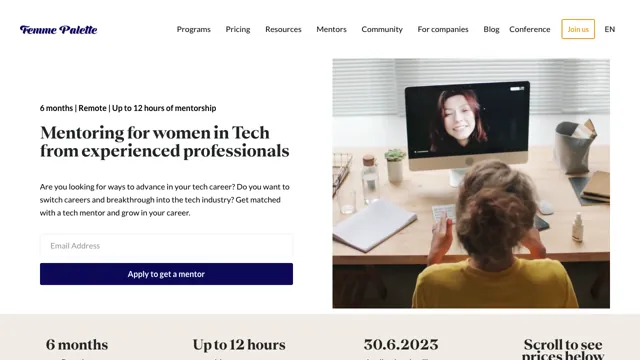 Femme Palette
Programs Pricing Resources Mentors Community For companies Blog Conference Join us EN
6 months | Remote | Up to 12 hours of mentorship
Mentoring for women in Tech
from experienced professionals
Are you looking for ways to advance in your tech career? Do you want to
switch careers and breakthrough into the tech industry? Get matched
with a tech mentor and grow in your career.
Email Address
Apply to get a mentor
6 months
Up to 12 hours
30.6.2023
Scroll to see
prices below